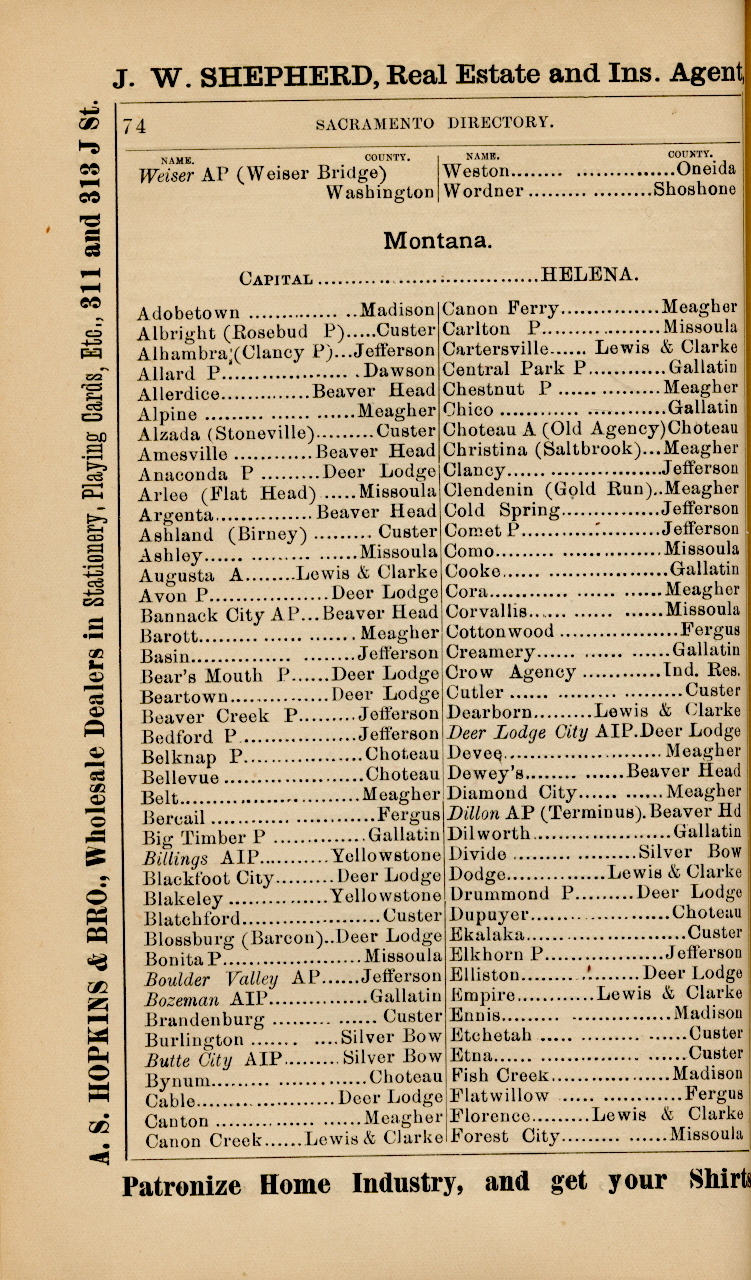 J. W. SHEPHERD, Real Estate and Ins. Agent,
A. S. HOPKINS & BRO., Wholesale Dealers in Stationery, Playing Cards, Etc., 311 and 313 J St.
74 SACRAMENTO DIRECTORY.
NAME. COUNTY.
Weiser AP (Weiser Bridge)
Washington
NAME. COUNTY.
Weston........ ...............Oneida
Wordner ......... .........Shoshone
Montana.
CAPITAL ........................................HELENA.
Adobetown .............. ..Madison
Albright (Rosebud P).....Custer
Alhambra (Clancy P)...Jefferson
Allard P................... .Dawson
Allerdice.............Beaver Head
Alpine ......... ...... ......Meagher
Alzada (Stoneville).........Custer
Amesville ............Beaver Head
Anaconda P .........Deer Lodge
Arlee (Flat Head) .....Missoula
Argenta..............Beaver Head
Ashland (Birney) ......... Custer
Ashley...... ......... ......Missoula
Augusta A........Lewis & Clarke
Avon P.................Deer Lodge
Bannack City AP...Beaver Head
Barott......... ...... .......Meagher
Basin............... ........Jefferson
Bear's Mouth P......Deer Lodge
Beartown...............Deer Lodge
Beaver Creek P.........Jefferson
Bedford P.................Jefferson
Belknap P..................Choteau
Bellevue .....................Choteau
Belt............................Meagher
Bercail ..........................Fergus
Big Timber P ..............Gallatin
Billings AIP...........Yellowstone
Blackfoot City.........Deer Lodge
Blakeley ...............Yellowstone
Blatchford......................Custer
Blossburg (Barcon)..Deer Lodge
Bonita P......................Missoula
Boulder Valley AP......Jefferson
Bozeman AIP................Gallatin
Brandenburg ......... ...... Custer
Burlington ....... ....Silver Bow
Butte City AIP.........Silver Bow
Bynum......... .............Choteau
Cable.......................Deer Lodge
Canton ............ ......Meagher
Canon Creek......Lewis & Clarke
Canon Ferry...............Meagher
Carlton P....................Missoula
Cartersville...... Lewis & Clarke
Central Park P............Gallatin
Chestnut P ...... .........Meagher
Chico ............ ............Gallatin
Choteau A (Old Agency)Choteau
Christina (Saltbrook)...Meagher
Clancy...... ..................Jefferson
Clendenin (Gold Run)..Meagher
Cold Spring...............Jefferson
Comet P.....................Jefferson
Como......... ...............Missoula
Cooke...... ...................Gallatin
Cora............ ...... ......Meagher
Corvallis...... ...... ......Missoula
Cottonwood ...................Fergus
Creamery...... ...... ......Gallatin
Crow Agency ............Ind. Res.
Cutler ...... ......... .........Custer
Dearborn.........Lewis & Clarke
Deer Lodge City AIP.Deer Lodge
Devee..........................Meagher
Dewey's........ ......Beaver Head
Diamond City...... ......Meagher
Dillon AP (Terminus). Beaver Hd
Dilworth......................Gallatin
Divide ......... .........Silver Bow
Dodge...............Lewis & Clarke
Drummond P.........Deer Lodge
Dupuyer......................Choteau
Ekalaka........................Custer
Elkhorn P...................Jefferson
Elliston...................Deer Lodge
Empire............Lewis & Clarke
Ennis......... ..................Madison
Etchetah ..... ......... ......Custer
Etna...... ............... ......Custer
Fish Creek...................Madison
Flatwillow ...... ............Fergus
Florence.........Lewis & Clarke
Forest City......... ......Missoula
Patronize Home Industry, and get your Shirts